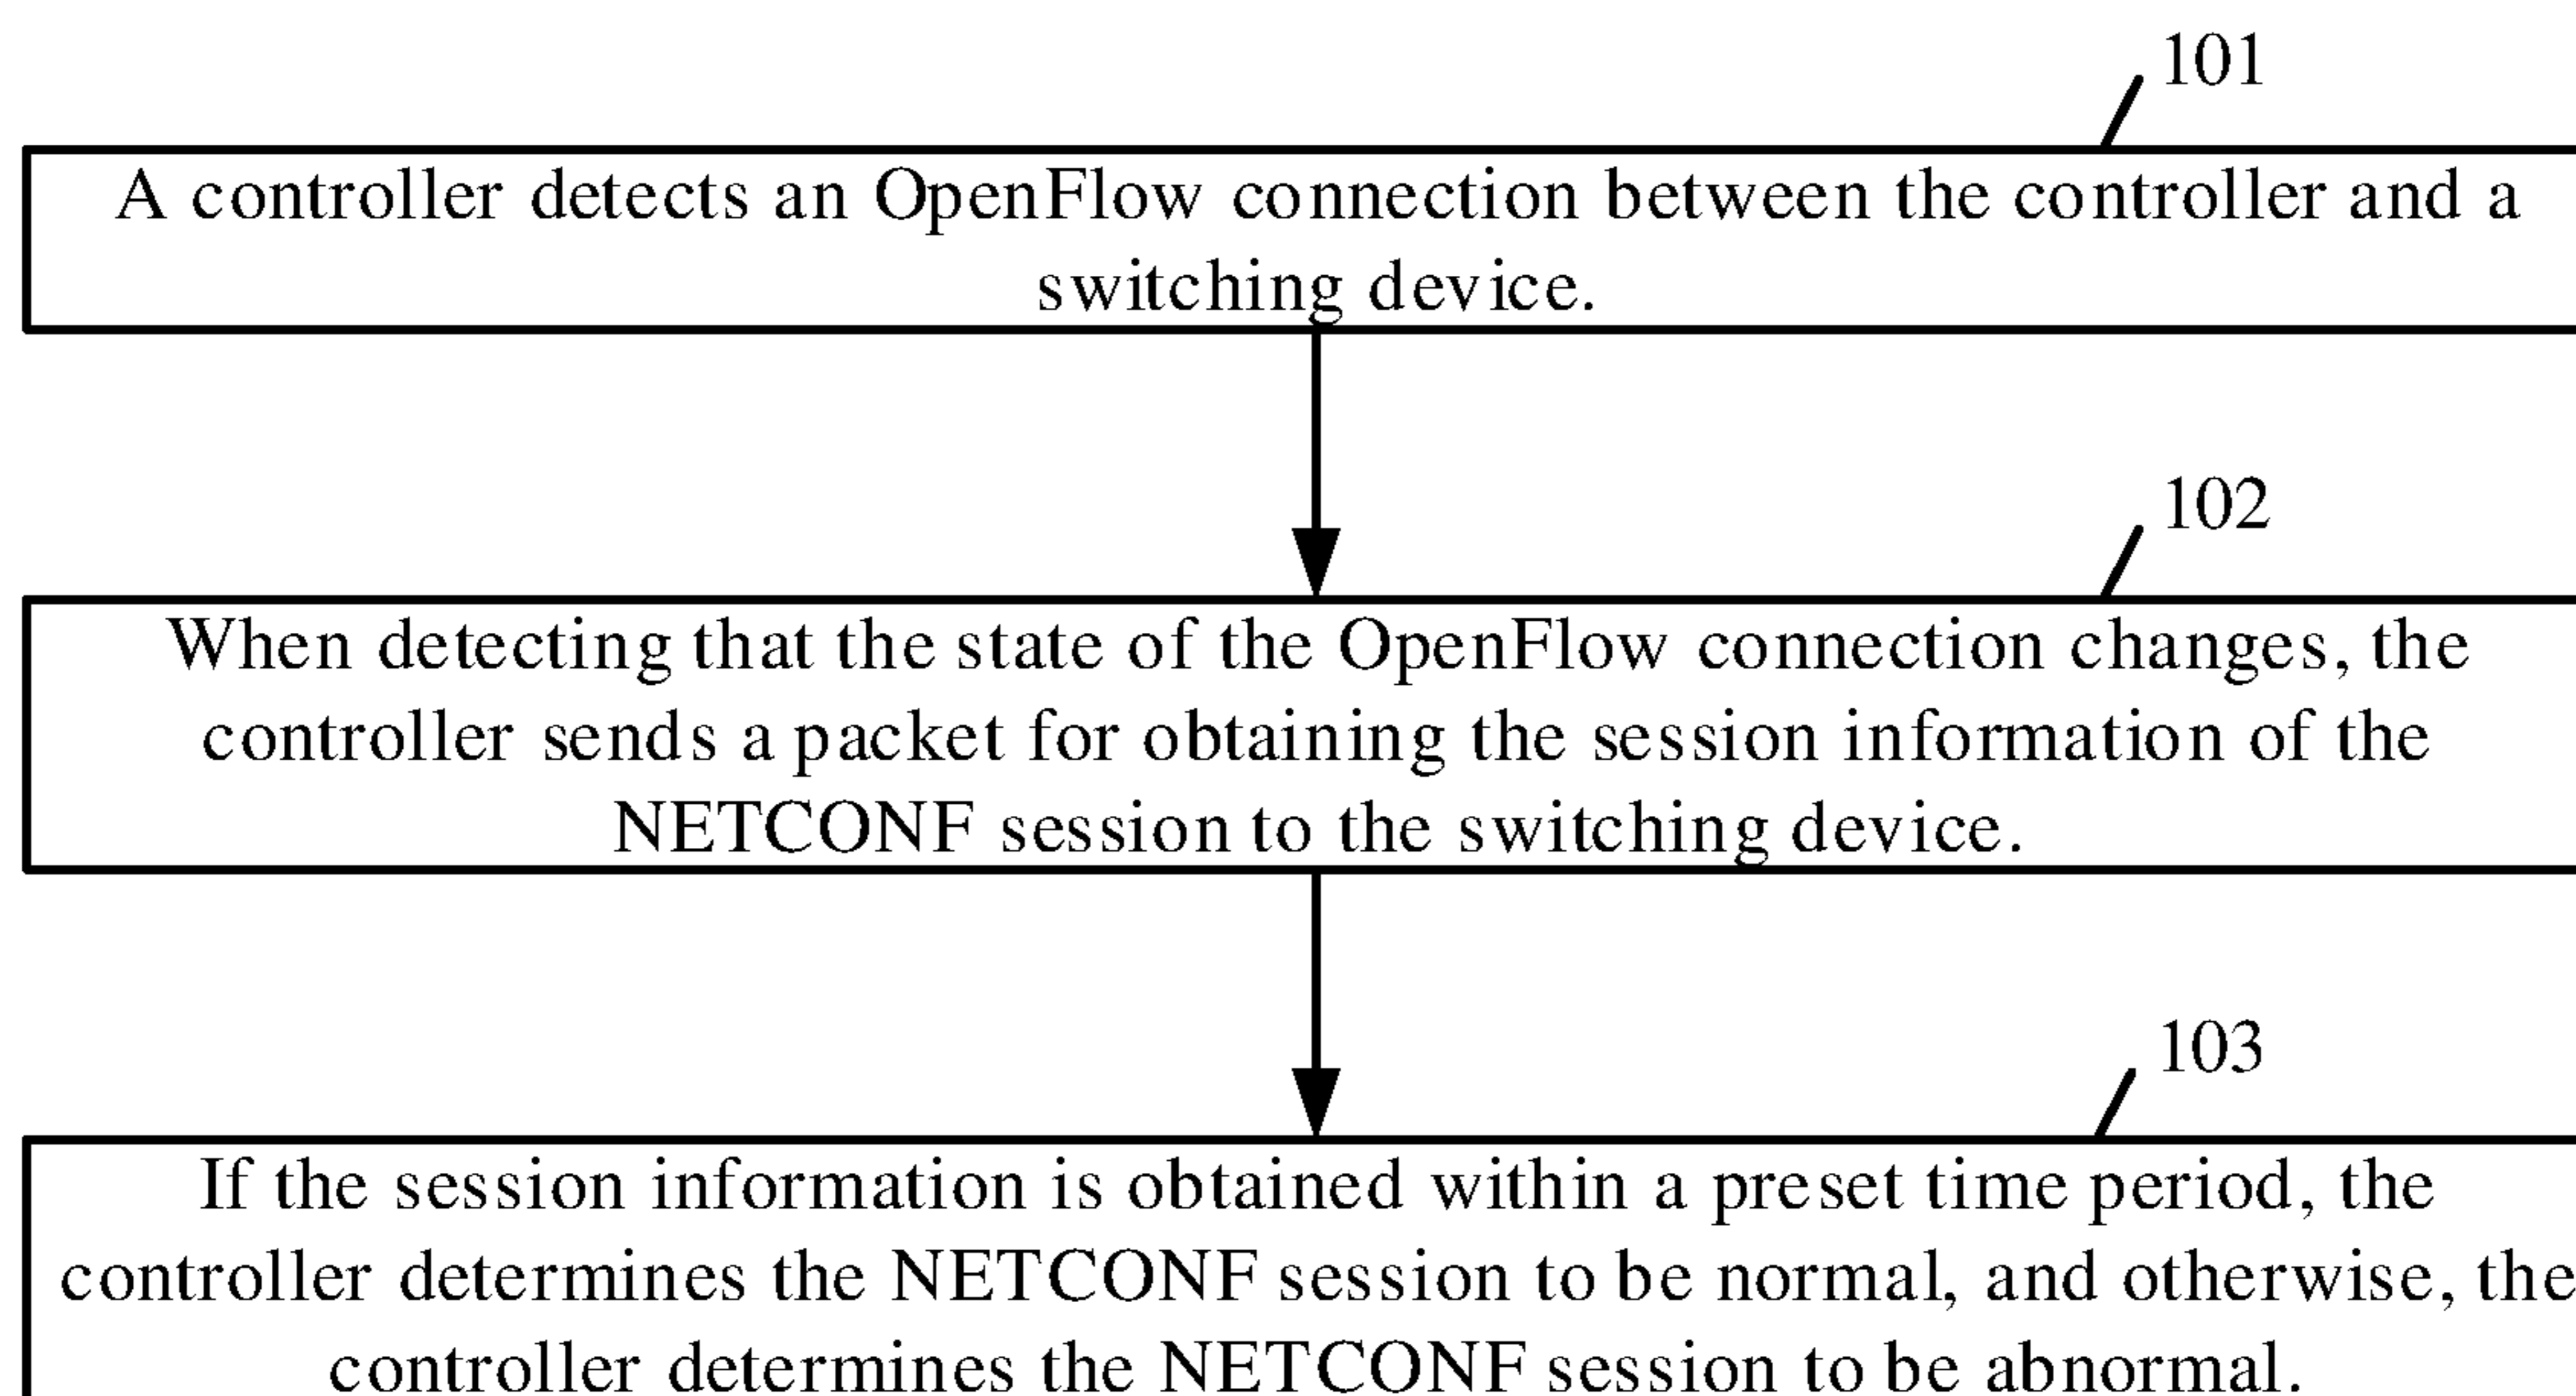 101
A controller detects an OpenFlow connection between the controller and a
switching device.
102
When detecting that the state of the OpenFlow connection changes, the
controller sends a packet for obtaining the session information of the
NETCONF session to the switching device.
103
If the session information is obtained within a preset time period, the
controller determines the NETCONF session to be normal, and otherwise, the
controller determines the NETCONF session to be abnormal.